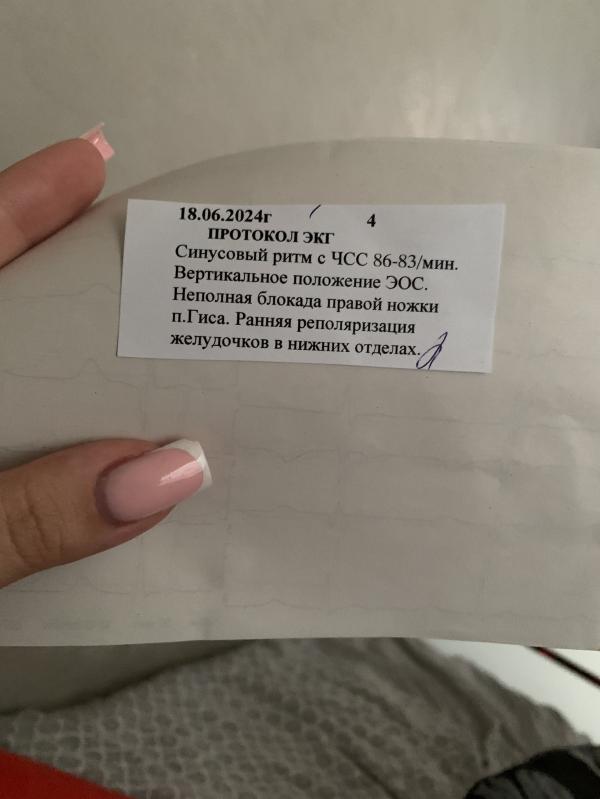 18.06.2024г 4
ПРОТОКОЛ ЭКГ
Синусовый ритм с ЧСС 86-83/мин.
Вертикальное положение ЭОС.
Неполная блокада правой ножки
п.Гиса. Ранняя реполяризация
желудочков в нижних отделах.